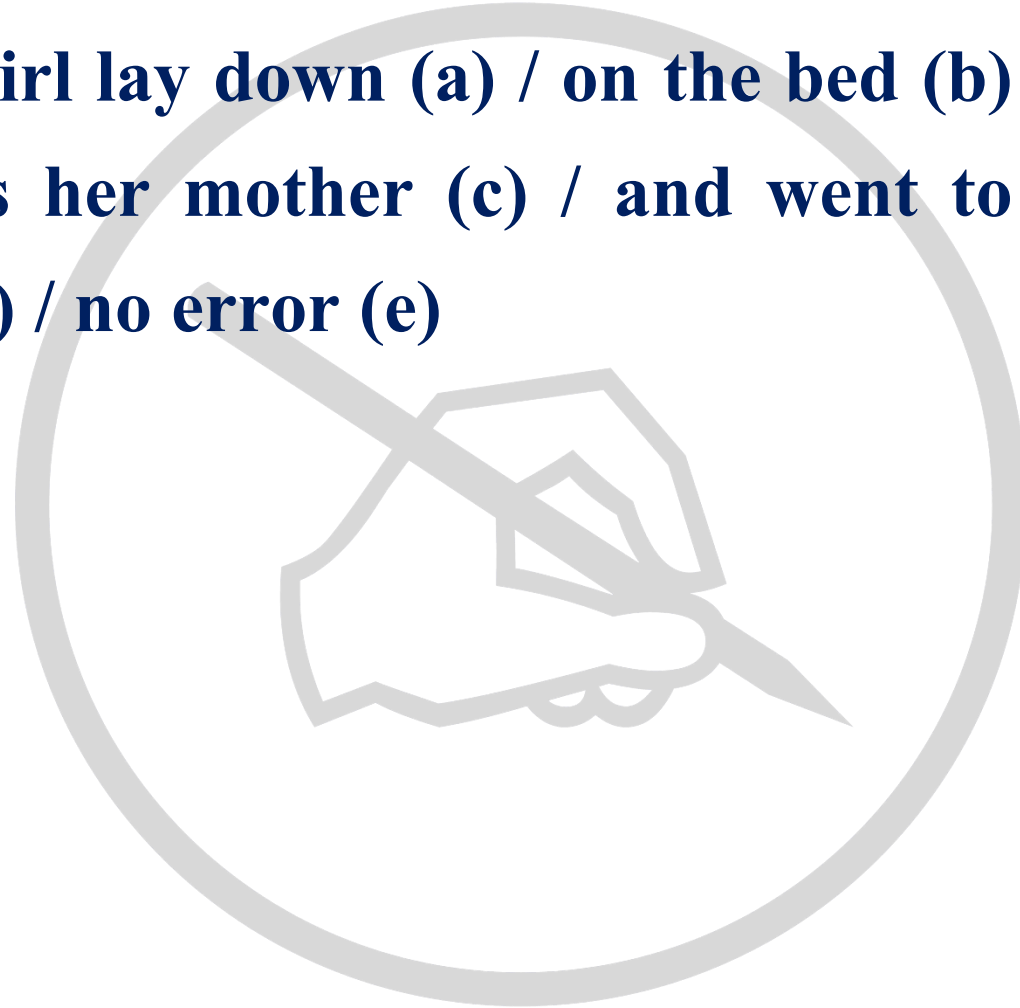 irl lay down (a) / on the bed (b)
s her mother (c) / and went to
) / no error (e)